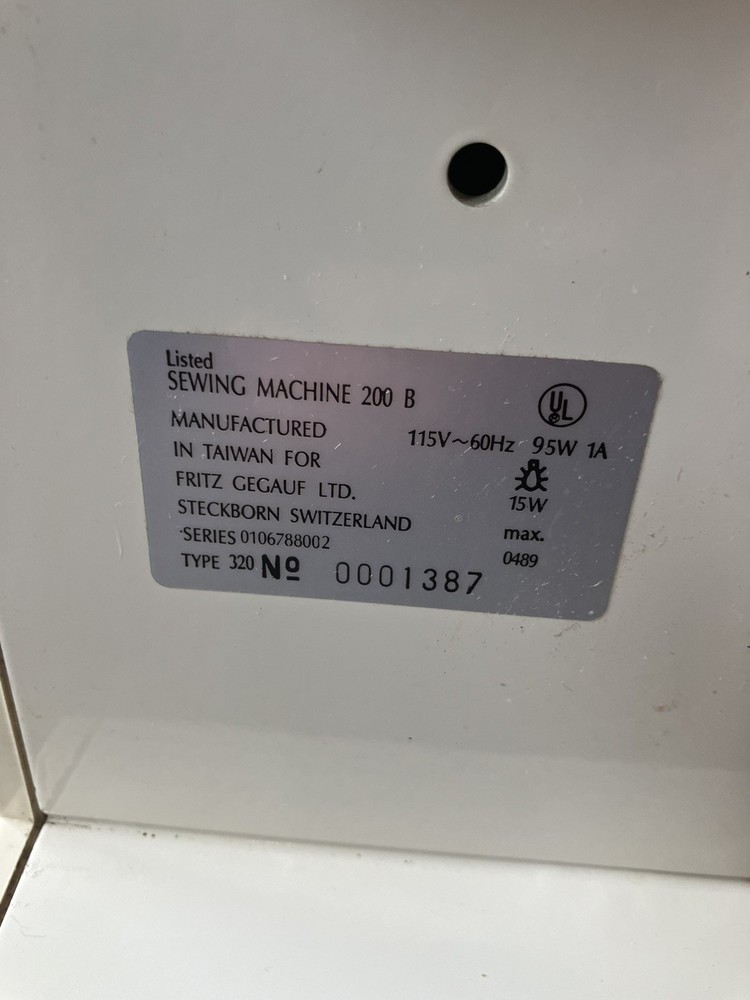 Listed
SEWING MACHINE 200 B
UL
MANUFACTURED
115V~60Hz 95W 1A
IN TAIWAN FOR
FRITZ GEGAUF LTD.
15W
STECKBORN SWITZERLAND
max.
SERIES 0106788002
0489
TYPE 320 Nº 0001387